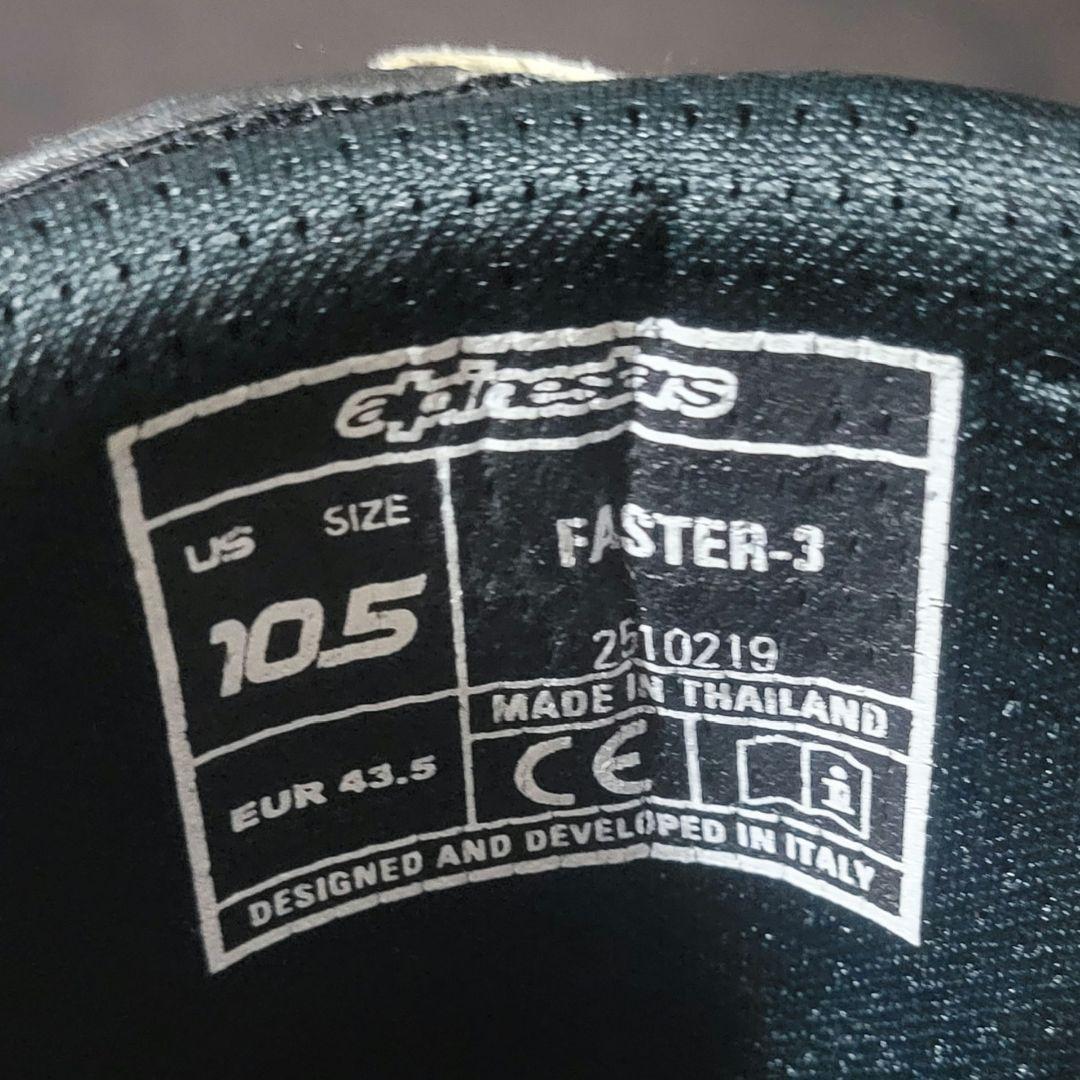 alpinestars
US SIZE
10.5
FASTER-3
2510219
MADE IN THAILAND
EUR 43.5
CE
i
DESIGNED AND DEVELOPED IN ITALY